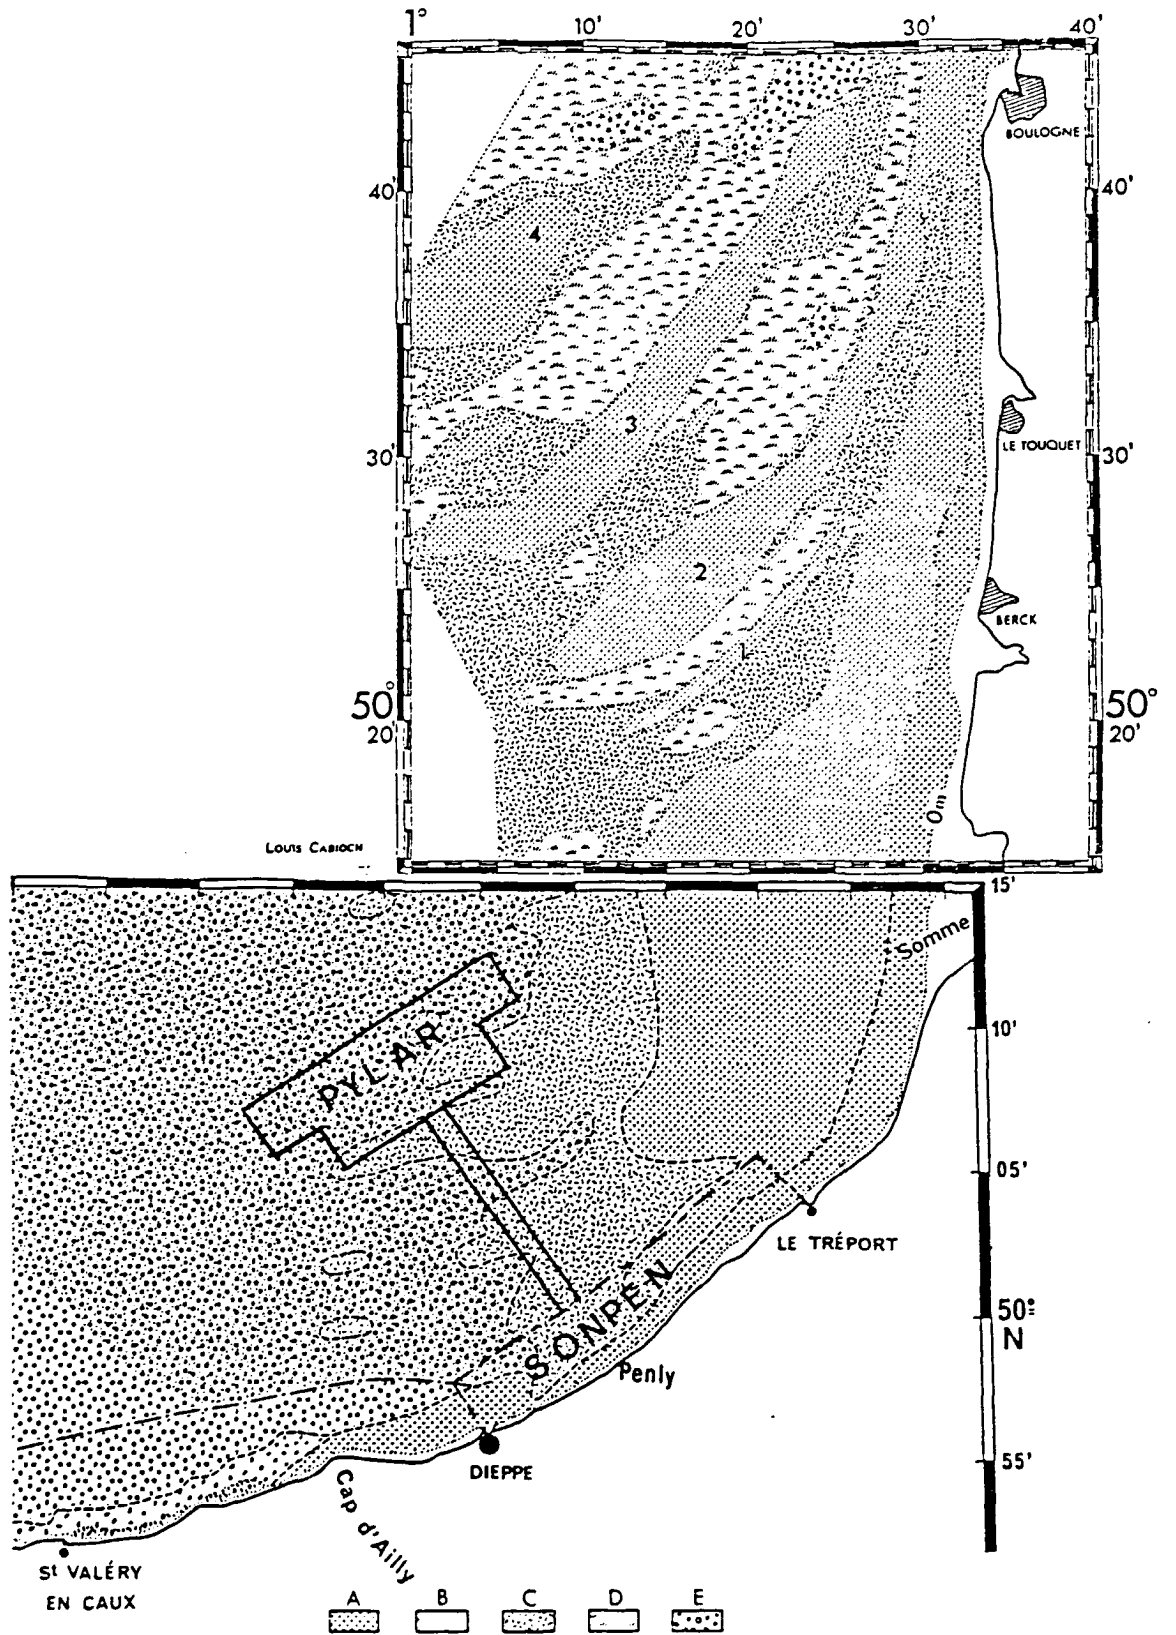 1° 10' 20' 30' 40'
BOULOGNE
40' 40'
4
3
LE TOUQUET
30' 30'
2
BERCK
1
50° 50°
20' 20'
0m
LOUIS CABIOCH
15'
Somme
PYLAR
10'
05'
LE TRÉPORT
SONPEN
50°
N
Penly
DIEPPE
55'
Cap d'Ailly
St VALÉRY
EN CAUX
A B C D E